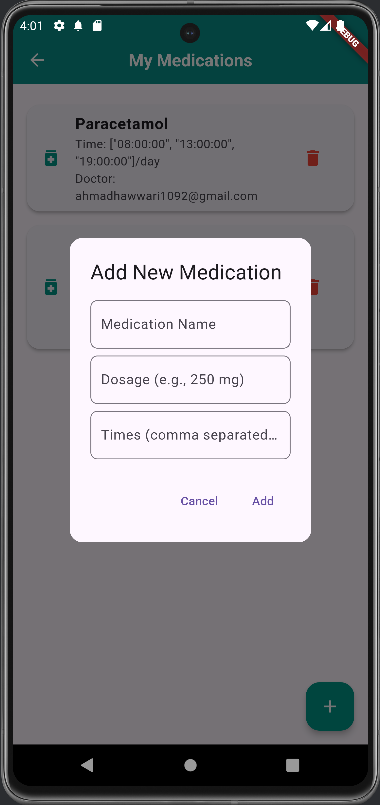 4:01
DEBUG
My Medications
Paracetamol
Time: ["08:00:00", "13:00:00",
"19:00:00"]/day
Doctor:
ahmadhawwari1092@gmail.com
Add New Medication
Medication Name
Dosage (e.g., 250 mg)
Times (comma separated...
Cancel
Add